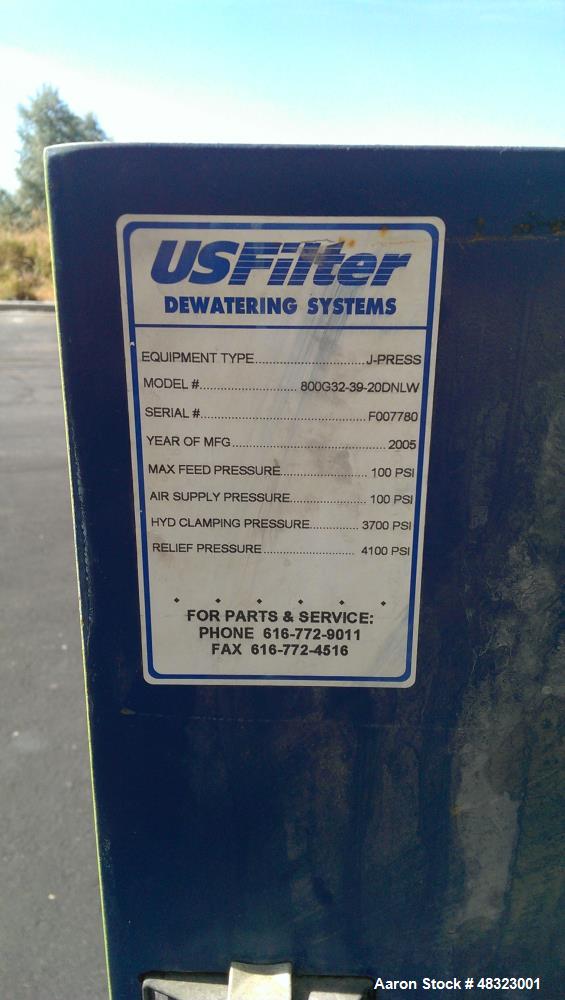 USFilter
DEWATERING SYSTEMS
EQUIPMENT TYPE..............................J-PRESS
MODEL #......................... 800G32-39-20DNLW
SERIAL #........................................... F007780
YEAR OF MFG....................................... 2005
MAX FEED PRESSURE...................... 100 PSI
AIR SUPPLY PRESSURE.................... 100 PSI
HYD CLAMPING PRESSURE............. 3700 PSI
RELIEF PRESSURE........................ 4100 PSI
FOR PARTS & SERVICE:
PHONE 616-772-9011
FAX 616-772-4516
Aaron Stock # 48323001